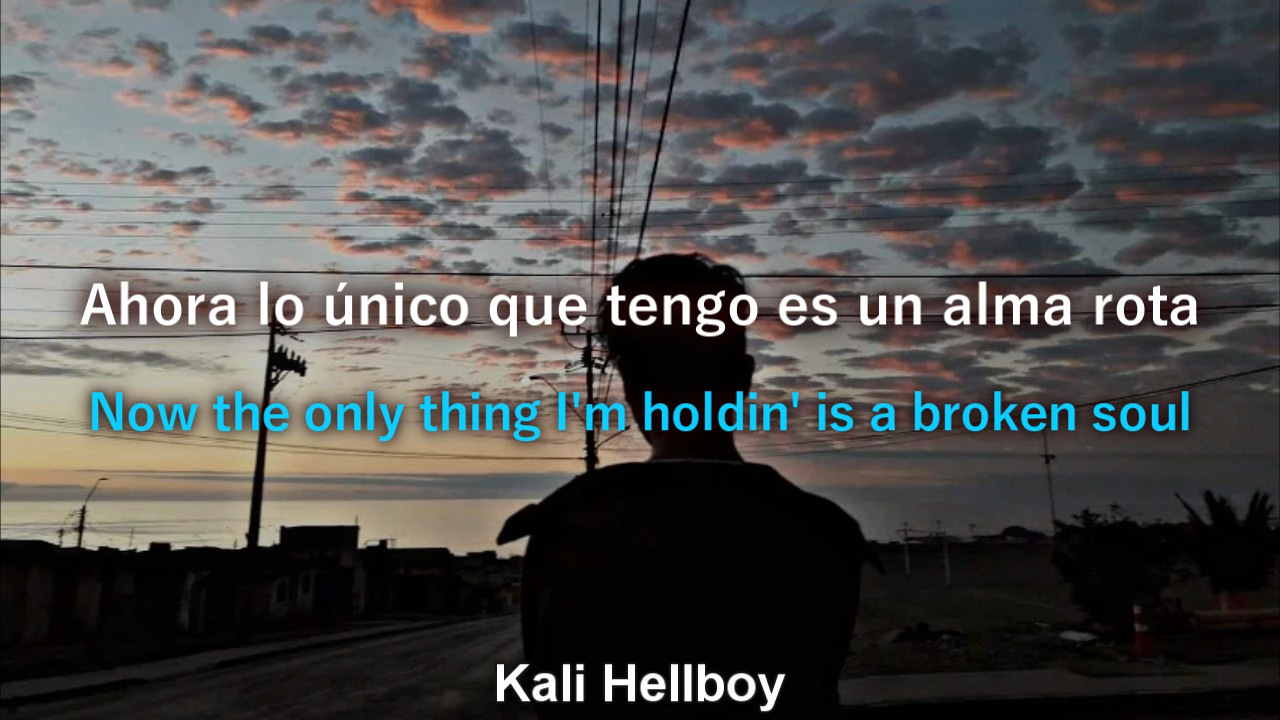 Ahora lo único que tengo es un alma rota
Now the only thing I'm holdin' is a broken soul
Kali Hellboy